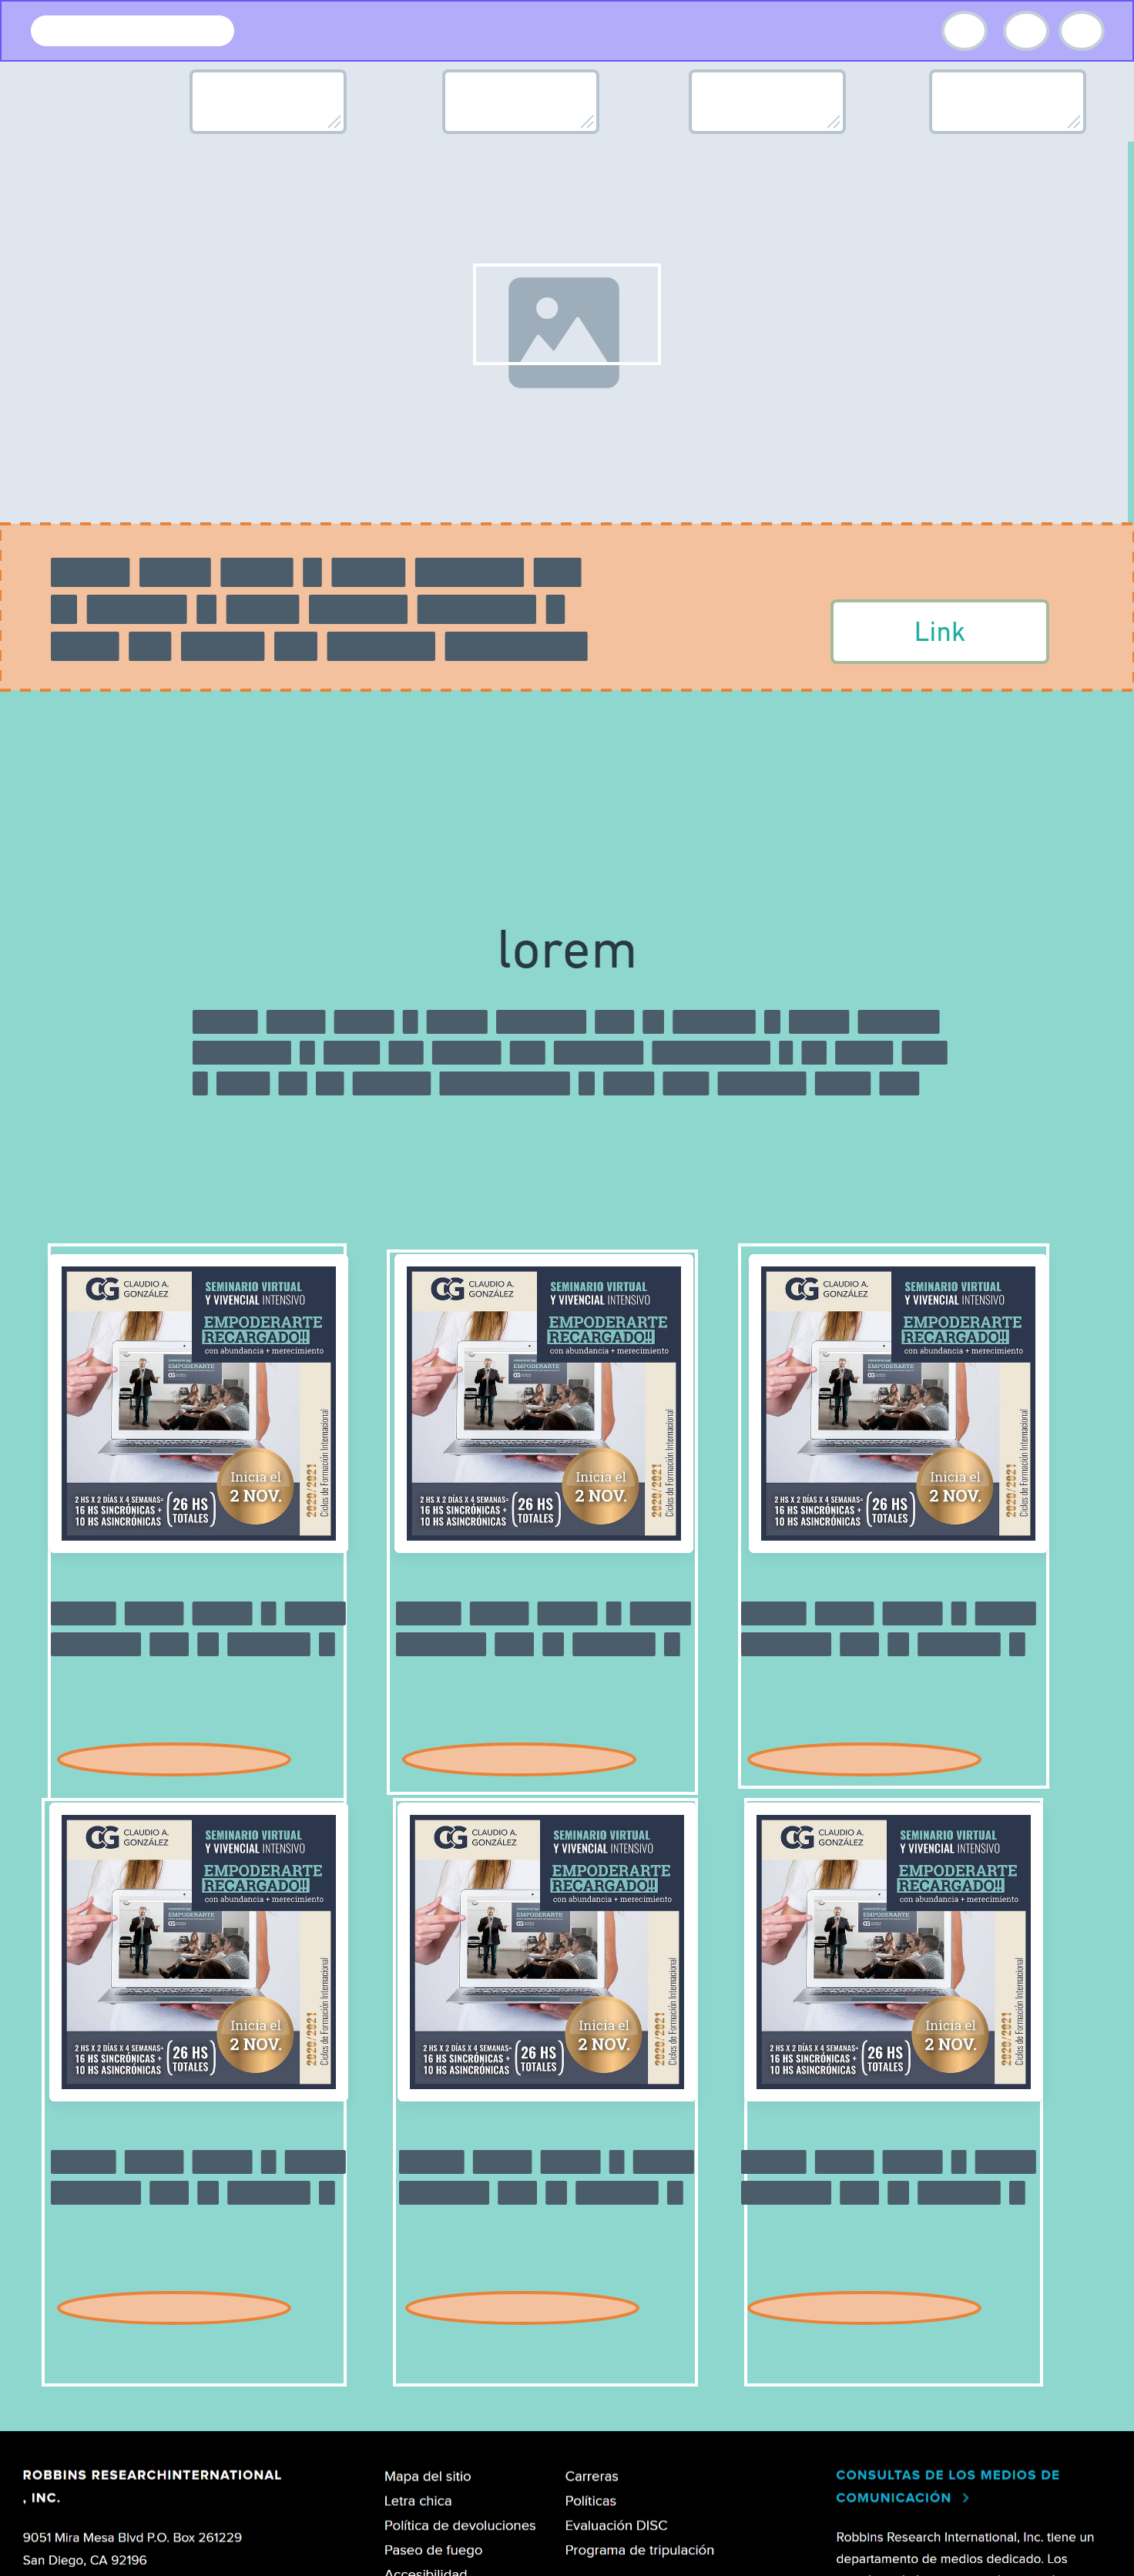 Link
lorem
CG CLAUDIO A.
GONZÁLEZ
SEMINARIO VIRTUAL
Y VIVENCIAL INTENSIVO
EMPODERARTE
RECARGADO!!
con abundancia + merecimiento
EMPODERARTE
Inicia el
2 NOV.
2 HS X 2 DÍAS X 4 SEMANAS=
16 HS SINCRÓNICAS +
10 HS ASINCRÓNICAS
26 HS
TOTALES
2020/2021
Ciclos de Formación Internacional
CG CLAUDIO A.
GONZÁLEZ
SEMINARIO VIRTUAL
Y VIVENCIAL INTENSIVO
EMPODERARTE
RECARGADO!!
con abundancia + merecimiento
EMPODERARTE
Inicia el
2 NOV.
2 HS X 2 DÍAS X 4 SEMANAS=
16 HS SINCRÓNICAS +
10 HS ASINCRÓNICAS
26 HS
TOTALES
2020/2021
Ciclos de Formación Internacional
CG CLAUDIO A.
GONZÁLEZ
SEMINARIO VIRTUAL
Y VIVENCIAL INTENSIVO
EMPODERARTE
RECARGADO!!
con abundancia + merecimiento
EMPODERARTE
Inicia el
2 NOV.
2 HS X 2 DÍAS X 4 SEMANAS=
16 HS SINCRÓNICAS +
10 HS ASINCRÓNICAS
26 HS
TOTALES
2020/2021
Ciclos de Formación Internacional
CG CLAUDIO A.
GONZÁLEZ
SEMINARIO VIRTUAL
Y VIVENCIAL INTENSIVO
EMPODERARTE
RECARGADO!!
con abundancia + merecimiento
EMPODERARTE
Inicia el
2 NOV.
2 HS X 2 DÍAS X 4 SEMANAS=
16 HS SINCRÓNICAS +
10 HS ASINCRÓNICAS
26 HS
TOTALES
2020/2021
Ciclos de Formación Internacional
CG CLAUDIO A.
GONZÁLEZ
SEMINARIO VIRTUAL
Y VIVENCIAL INTENSIVO
EMPODERARTE
RECARGADO!!
con abundancia + merecimiento
EMPODERARTE
Inicia el
2 NOV.
2 HS X 2 DÍAS X 4 SEMANAS=
16 HS SINCRÓNICAS +
10 HS ASINCRÓNICAS
26 HS
TOTALES
2020/2021
Ciclos de Formación Internacional
CG CLAUDIO A.
GONZÁLEZ
SEMINARIO VIRTUAL
Y VIVENCIAL INTENSIVO
EMPODERARTE
RECARGADO!!
con abundancia + merecimiento
EMPODERARTE
Inicia el
2 NOV.
2 HS X 2 DÍAS X 4 SEMANAS=
16 HS SINCRÓNICAS +
10 HS ASINCRÓNICAS
26 HS
TOTALES
2020/2021
Ciclos de Formación Internacional
ROBBINS RESEARCHINTERNATIONAL
, INC.
9051 Mira Mesa Blvd P.O. Box 261229
San Diego, CA 92196
Mapa del sitio
Letra chica
Política de devoluciones
Paseo de fuego
Accesibilidad
Carreras
Políticas
Evaluación DISC
Programa de tripulación
CONSULTAS DE LOS MEDIOS DE
COMUNICACIÓN >
Robbins Research International, Inc. tiene un
departamento de medios dedicado. Los